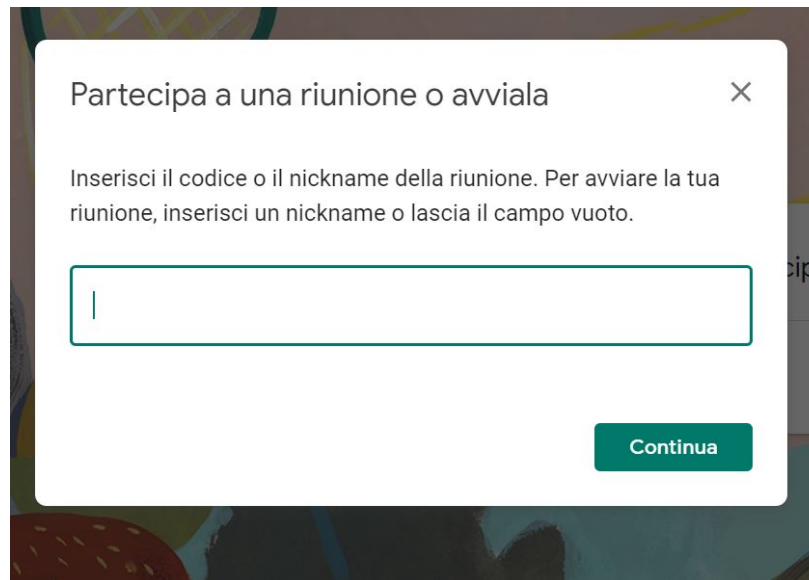 Partecipa a una riunione o avviala
Inserisci il codice o il nickname della riunione. Per avviare la tua
riunione, inserisci un nickname o lascia il campo vuoto.
Continua